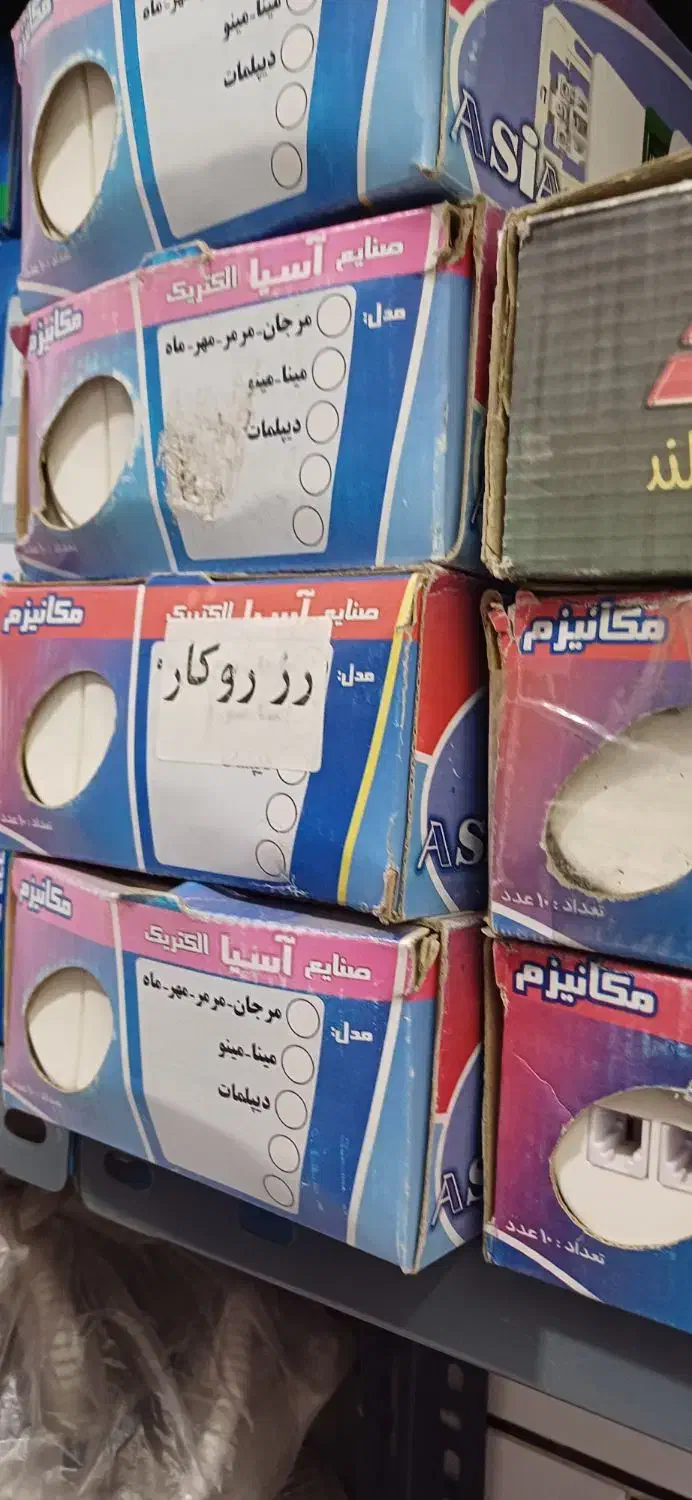 مکانیزم
مینا-مینو
دیپلمات
ASiA
صنایع آسیا الکتریک
مکانیزم
مدل:
مرجان-مرمر-مهر-ماه
مینا-مینو
دیپلمات
لند
صنایع آسیا الکتریک
مکانیزم
مدل:
رز روکار
AS
مکانیزم
تعداد : ۱۰ عدد
صنایع آسیا الکتریک
مکانیزم
مدل:
مرجان-مرمر-مهر-ماه
مینا-مینو
دیپلمات
AS
مکانیزم
تعداد : ۱۰ عدد